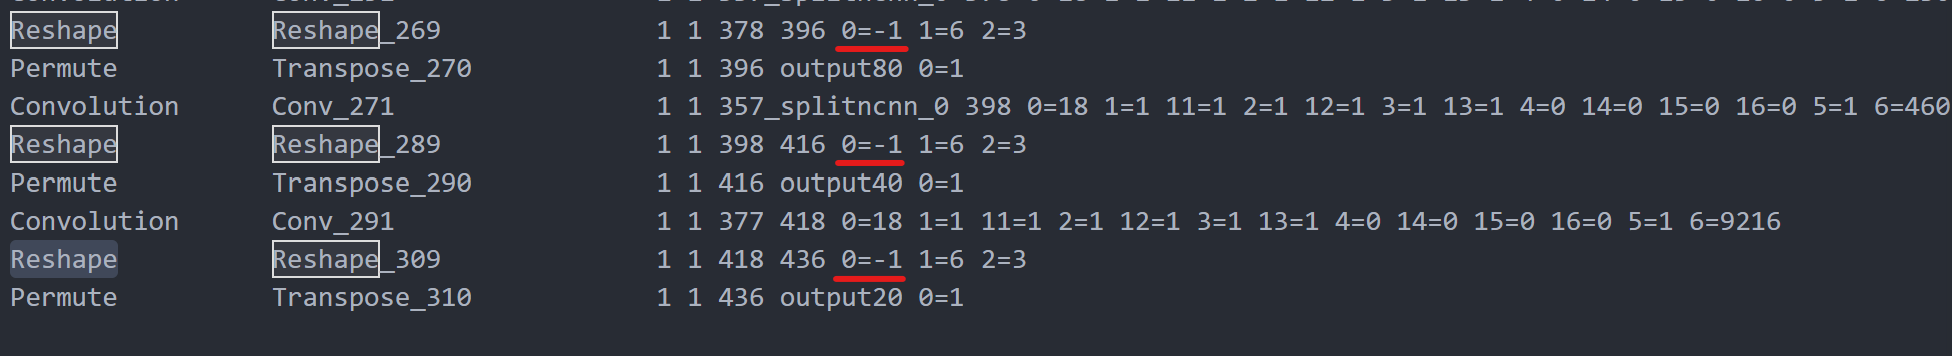 Reshape Reshape_269 1 1 378 396 0=-1 1=6 2=3
Permute Transpose_270 1 1 396 output80 0=1
Convolution Conv_271 1 1 357_splitncnn_0 398 0=18 1=1 11=1 2=1 12=1 3=1 13=1 4=0 14=0 15=0 16=0 5=1 6=460
Reshape Reshape_289 1 1 398 416 0=-1 1=6 2=3
Permute Transpose_290 1 1 416 output40 0=1
Convolution Conv_291 1 1 377 418 0=18 1=1 11=1 2=1 12=1 3=1 13=1 4=0 14=0 15=0 16=0 5=1 6=9216
Reshape Reshape_309 1 1 418 436 0=-1 1=6 2=3
Permute Transpose_310 1 1 436 output20 0=1